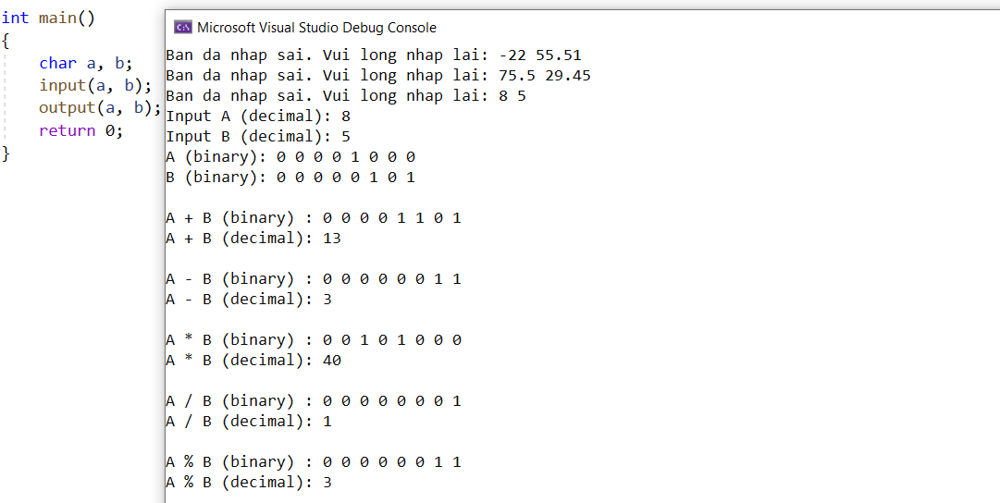 int main()
{
    char a, b;
    input(a, b);
    output(a, b);
    return 0;
}
C:\ Microsoft Visual Studio Debug Console
Ban da nhap sai. Vui long nhap lai: -22 55.51
Ban da nhap sai. Vui long nhap lai: 75.5 29.45
Ban da nhap sai. Vui long nhap lai: 8 5
Input A (decimal): 8
Input B (decimal): 5
A (binary): 0 0 0 0 1 0 0 0
B (binary): 0 0 0 0 0 1 0 1
A + B (binary) : 0 0 0 0 1 1 0 1
A + B (decimal): 13
A - B (binary) : 0 0 0 0 0 0 1 1
A - B (decimal): 3
A * B (binary) : 0 0 1 0 1 0 0 0
A * B (decimal): 40
A / B (binary) : 0 0 0 0 0 0 0 1
A / B (decimal): 1
A % B (binary) : 0 0 0 0 0 0 1 1
A % B (decimal): 3